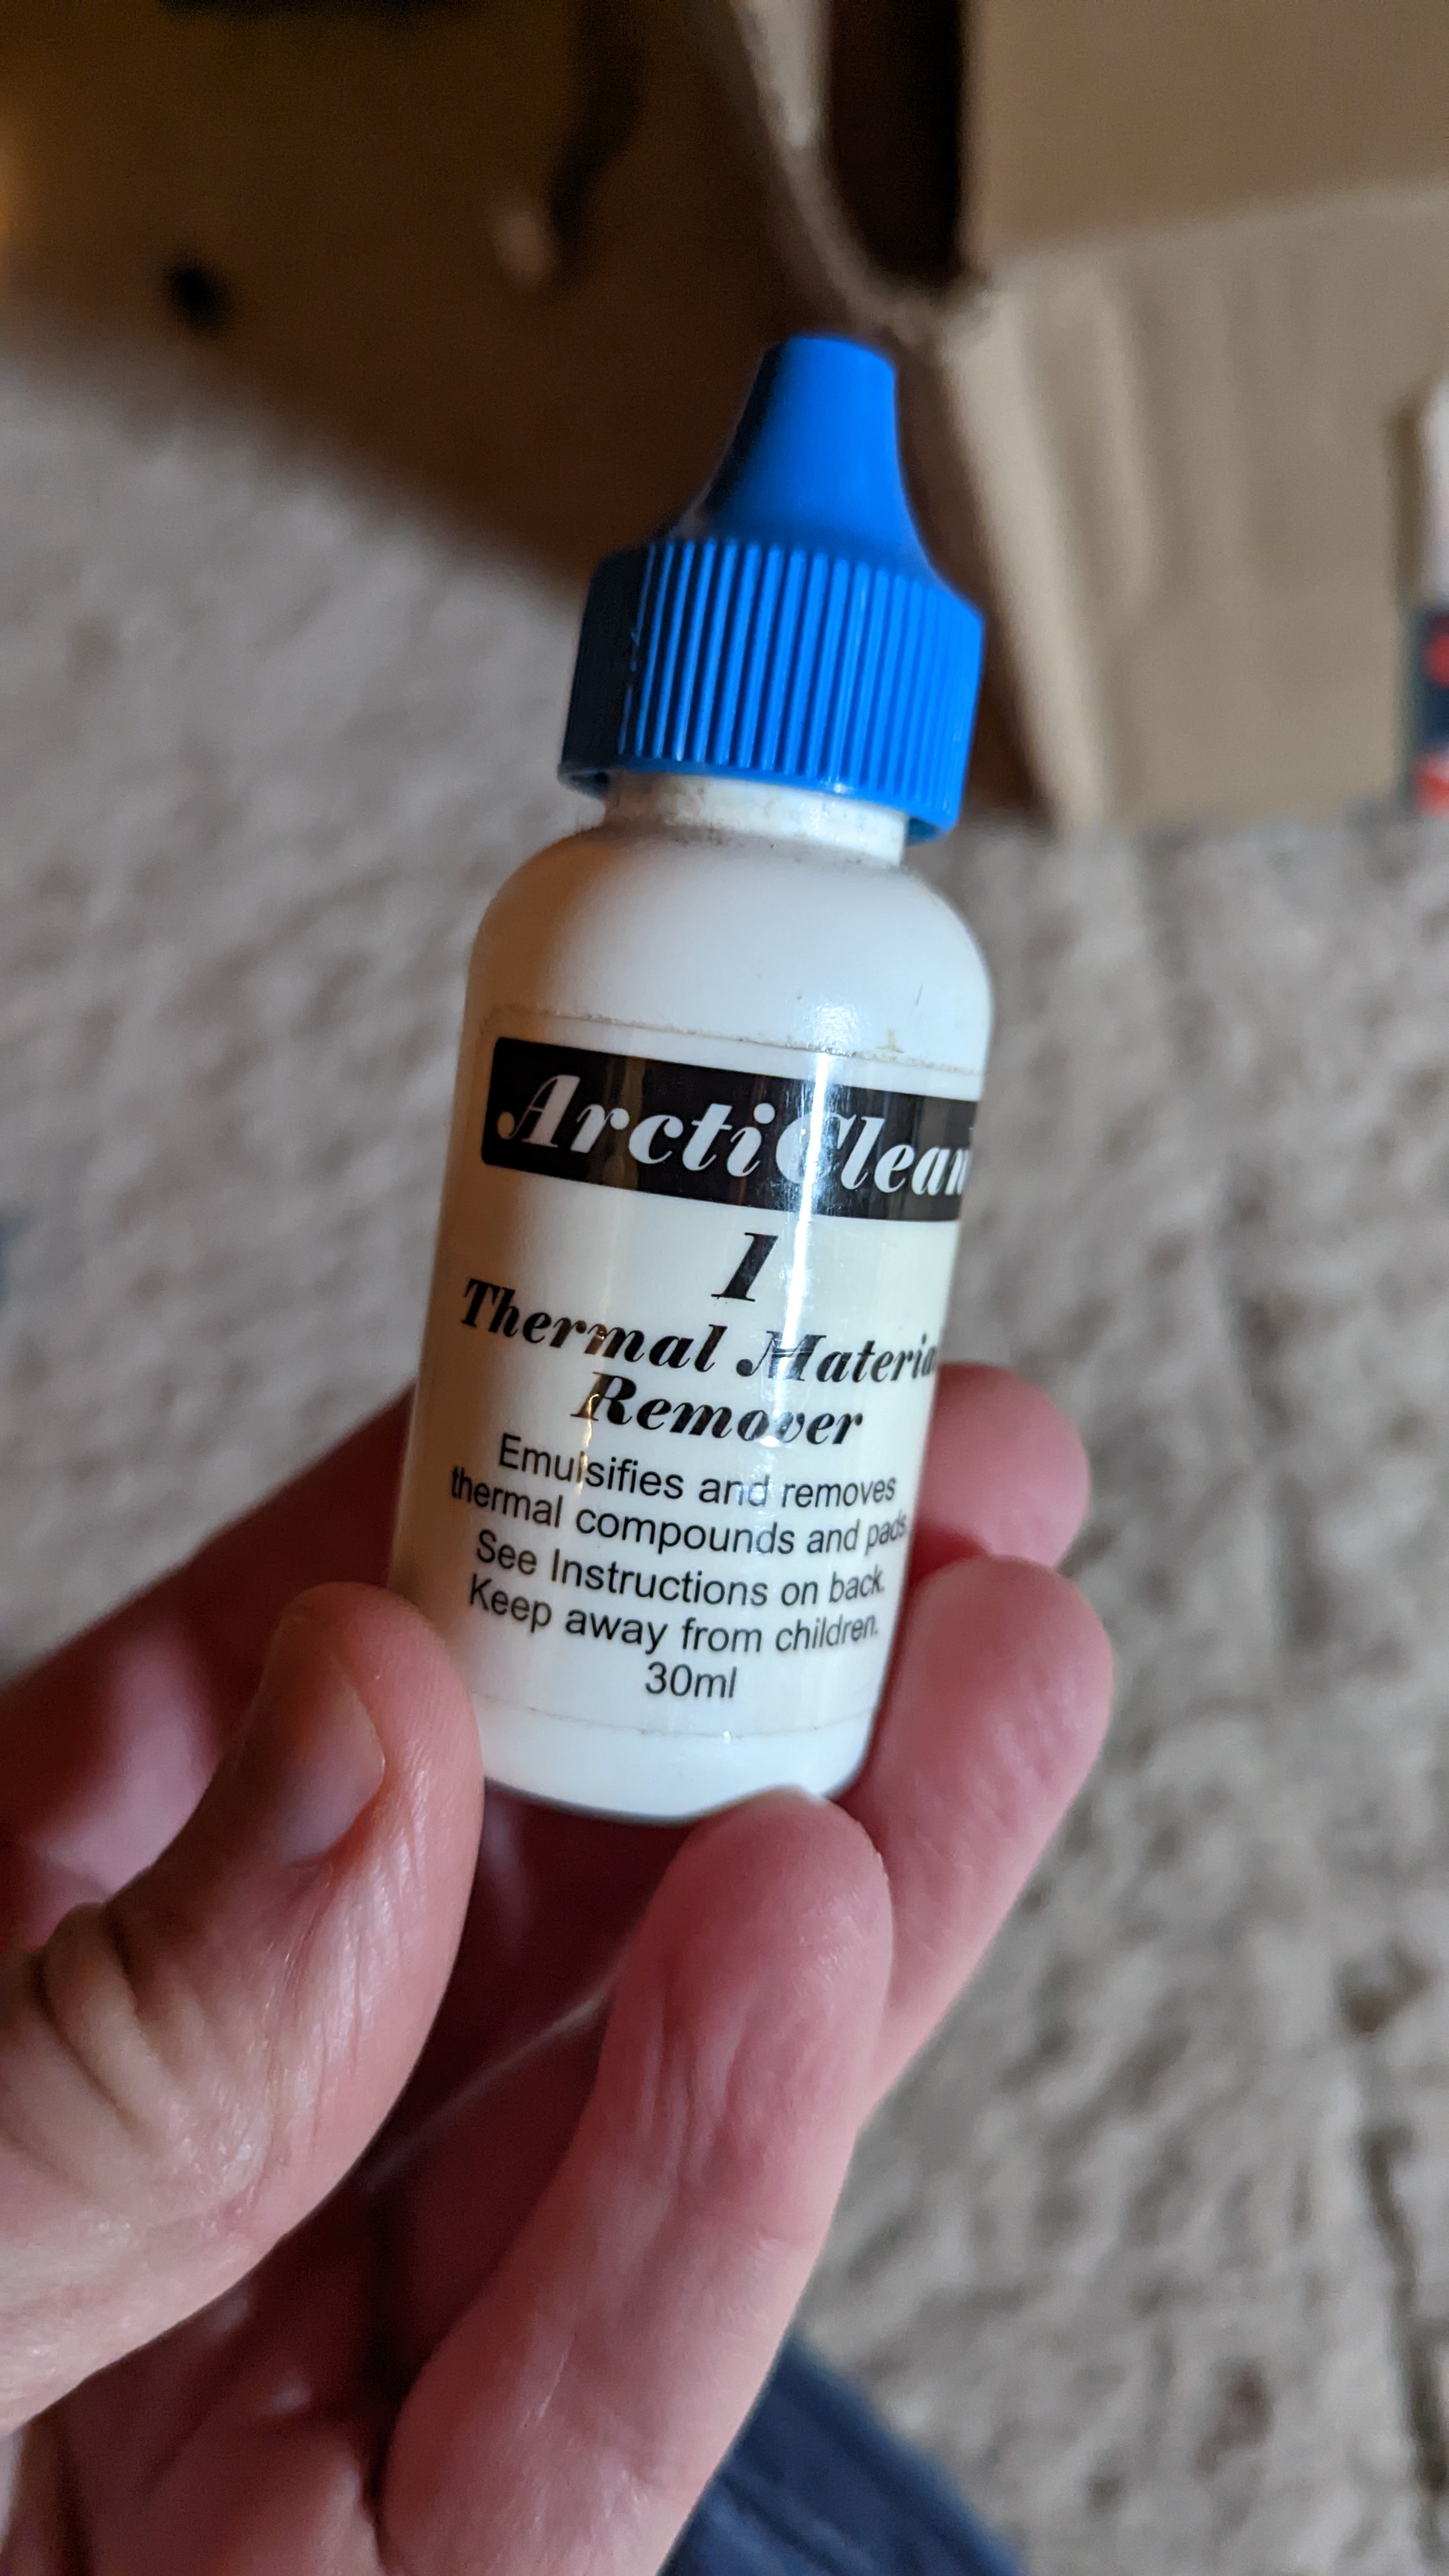 ArctiClean
1
Thermal Material
Remover
Emulsifies and removes
thermal compounds and pads.
See Instructions on back.
Keep away from children.
30ml